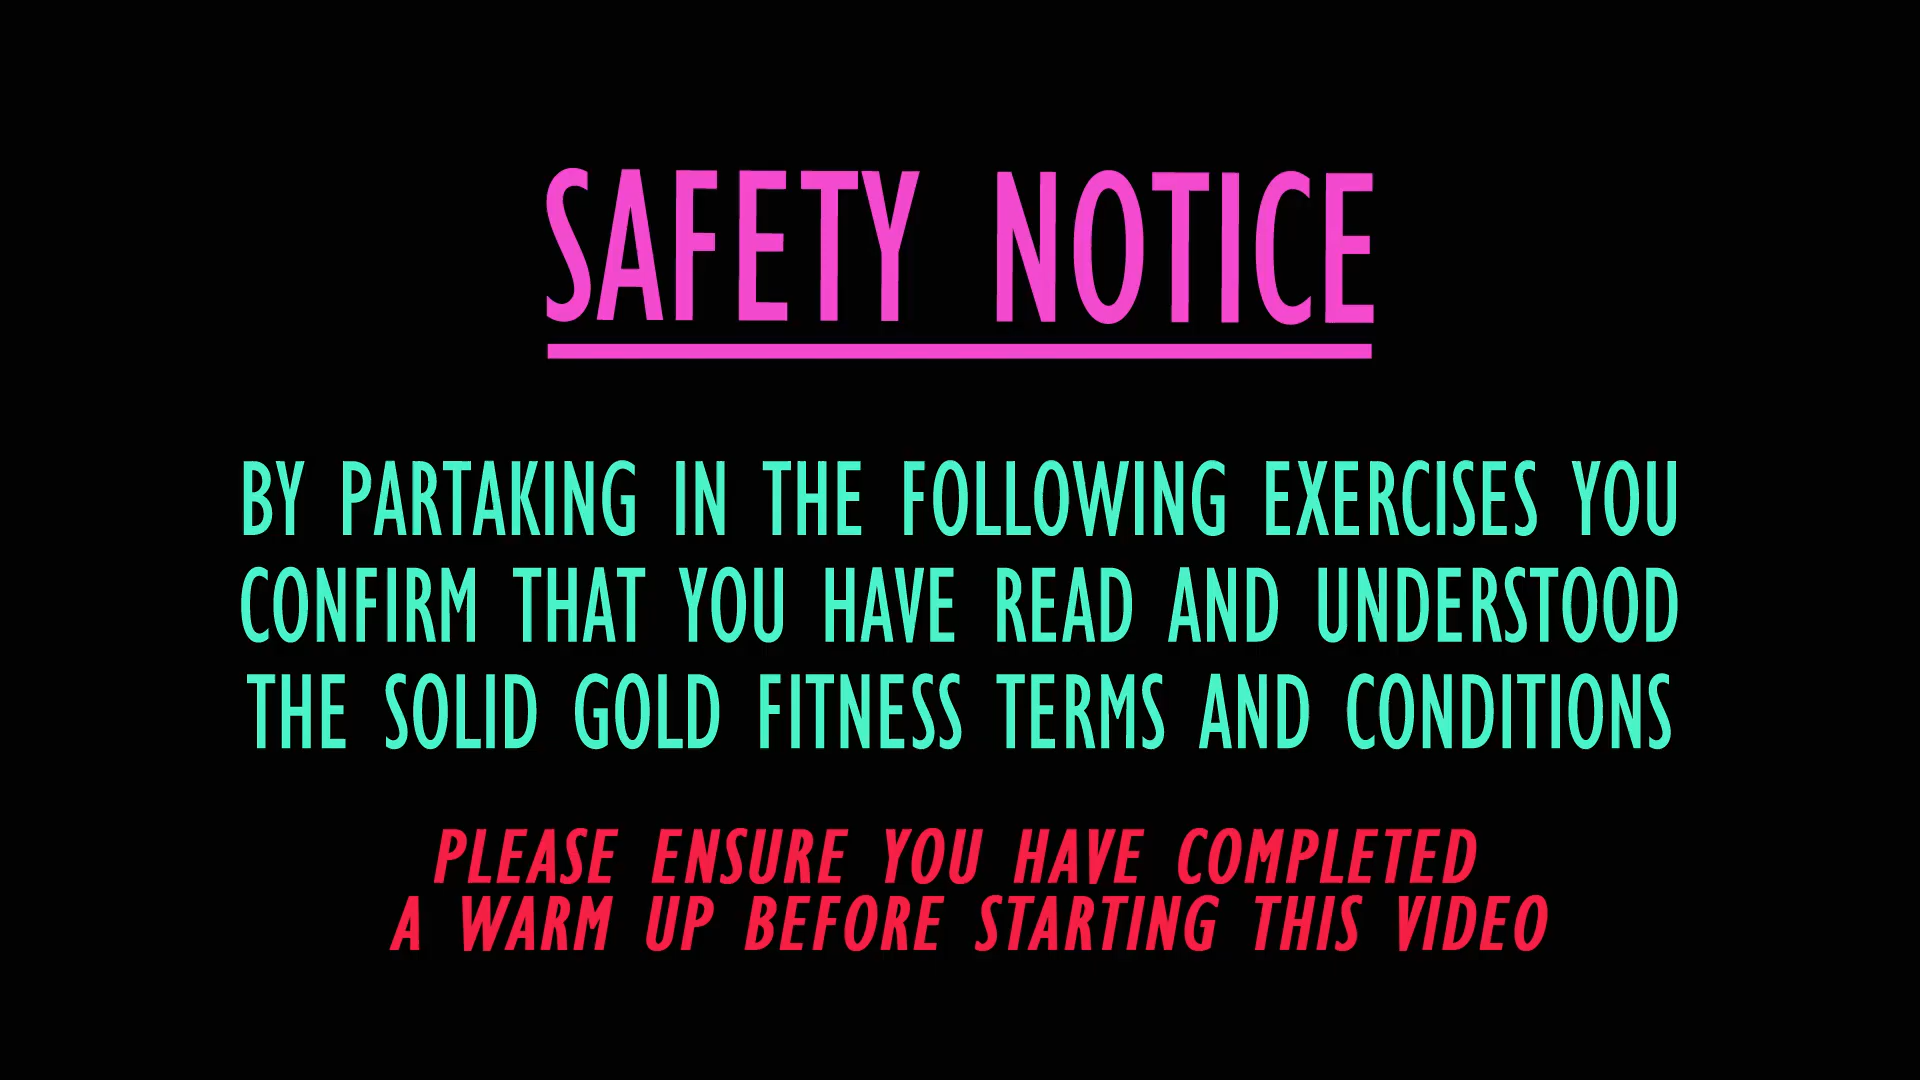 SAFETY NOTICE
BY PARTAKING IN THE FOLLOWING EXERCISES YOU
CONFIRM THAT YOU HAVE READ AND UNDERSTOOD
THE SOLID GOLD FITNESS TERMS AND CONDITIONS
PLEASE ENSURE YOU HAVE COMPLETED
A WARM UP BEFORE STARTING THIS VIDEO